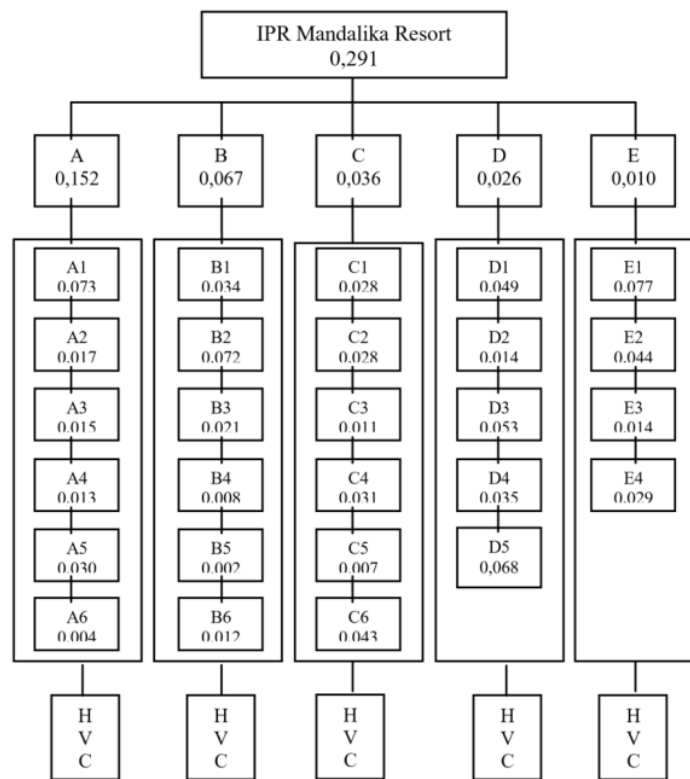 IPR Mandalika Resort
0,291
A
0,152
B
0,067
C
0,036
D
0,026
E
0,010
A1
0.073
A2
0.017
A3
0.015
A4
0.013
A5
0.030
A6
0.004
B1
0.034
B2
0.072
B3
0.021
B4
0.008
B5
0.002
B6
0.012
C1
0.028
C2
0.028
C3
0.011
C4
0.031
C5
0.007
C6
0.043
D1
0.049
D2
0.014
D3
0.053
D4
0.035
D5
0,068
E1
0.077
E2
0.044
E3
0.014
E4
0.029
H
V
C
H
V
C
H
V
C
H
V
C
H
V
C